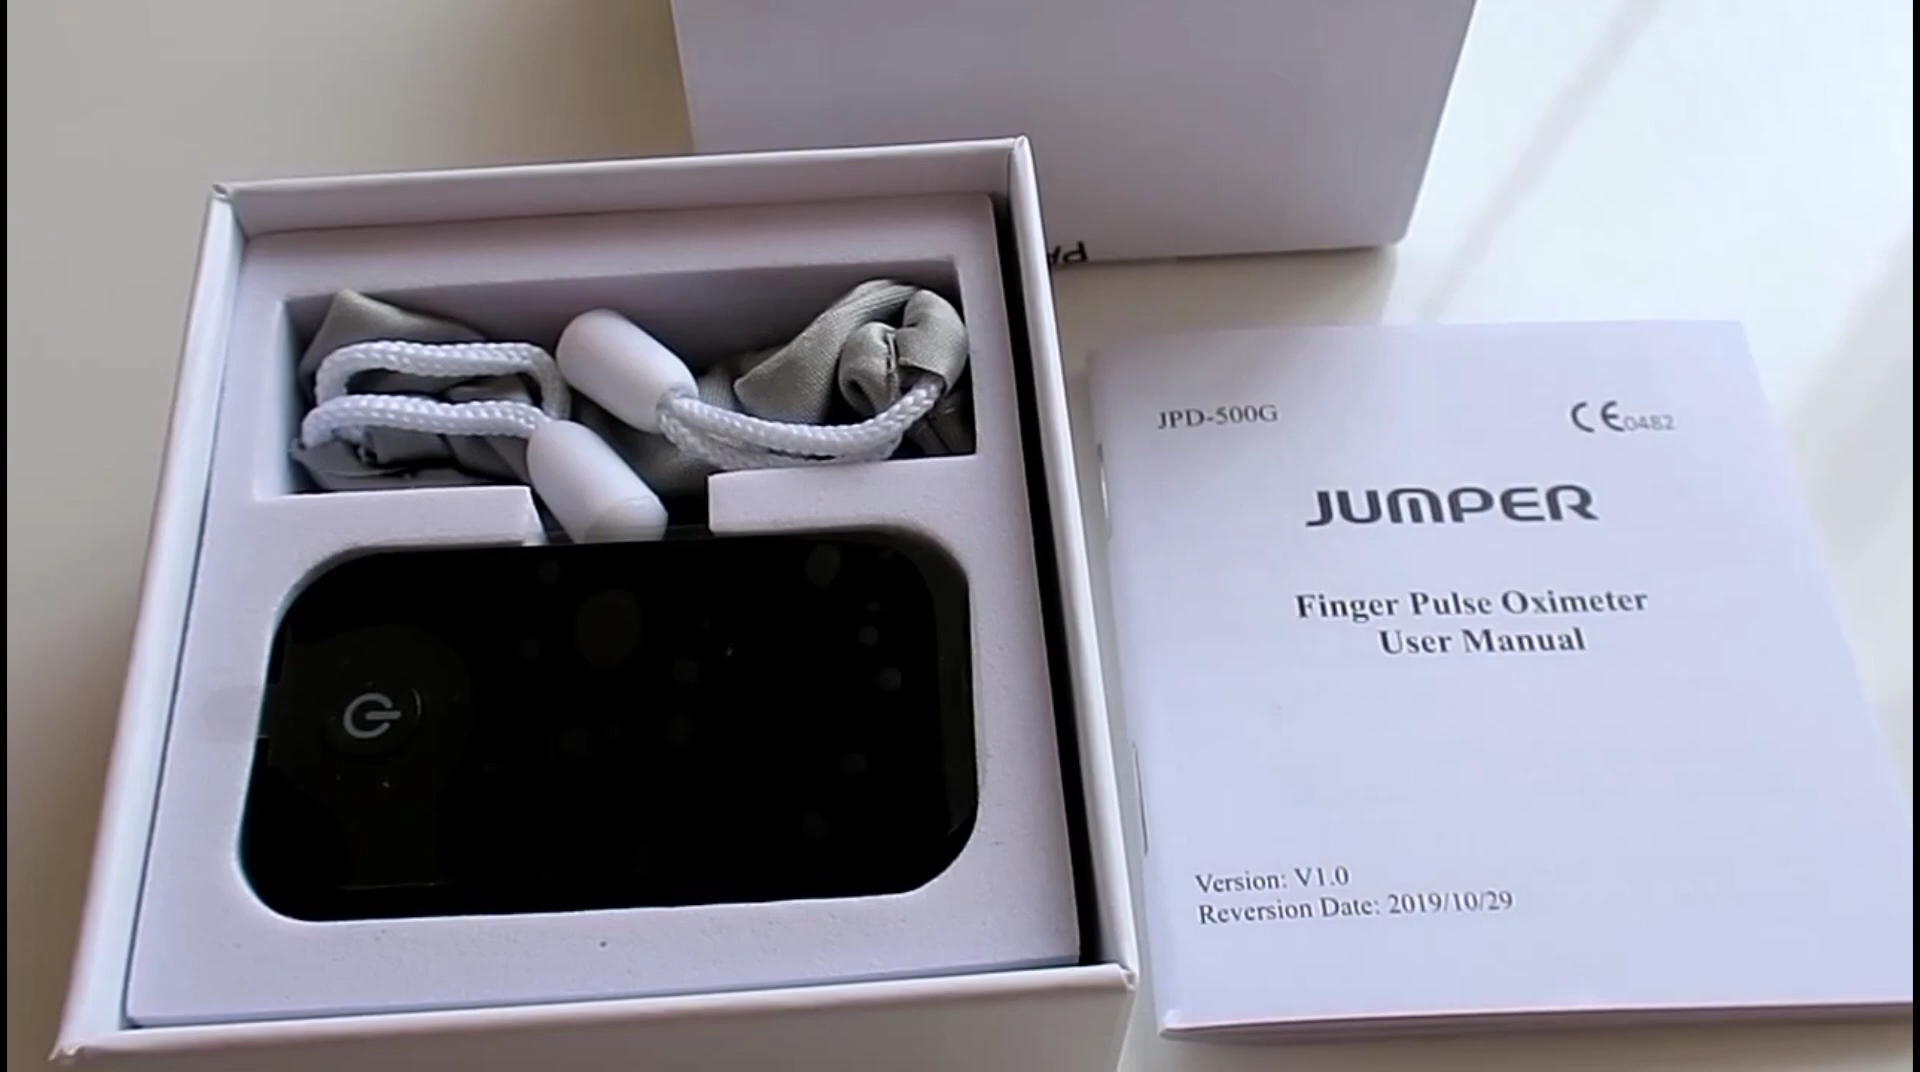 JPD-500G
CE0482
JUMPER
Finger Pulse Oximeter
User Manual
Version: V1.0
Reversion Date: 2019/10/29